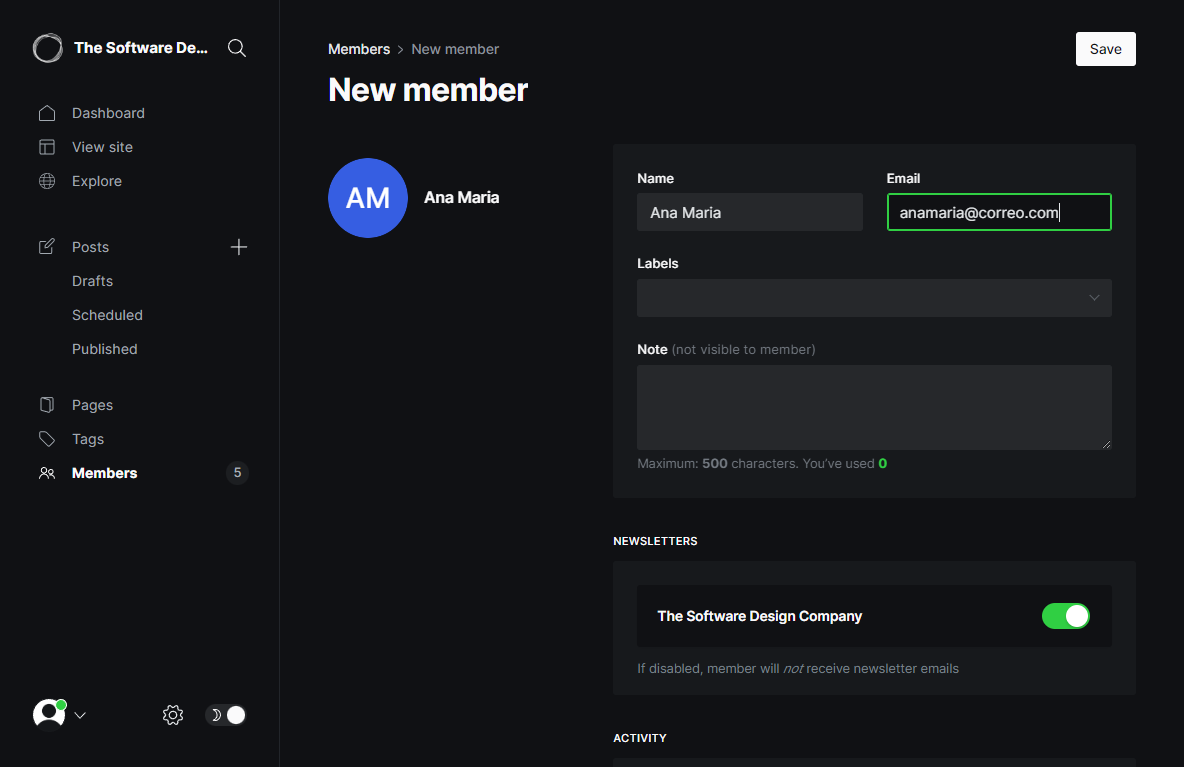 The Software De...
Dashboard
View site
Explore
Posts
Drafts
Scheduled
Published
Pages
Tags
Members 5
Members > New member
Save
New member
AM
Ana Maria
Name
Ana Maria
Email
anamaria@correo.com
Labels
Note (not visible to member)
Maximum: 500 characters. You've used 0
NEWSLETTERS
The Software Design Company
If disabled, member will not receive newsletter emails
ACTIVITY